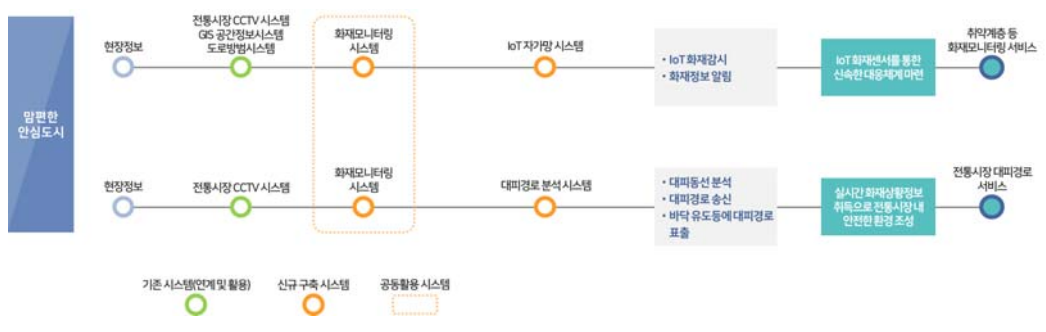 맘편한
안심도시
현장정보
전통시장 CCTV 시스템
GIS 공간정보시스템
도로방범시스템
화재모니터링
시스템
IoT 자가망 시스템
• IoT 화재감시
• 화재정보 알림
IoT 화재센서를 통한
신속한 대응체계 마련
취약계층 등
화재모니터링 서비스
현장정보
전통시장 CCTV 시스템
화재모니터링
시스템
대피경로 분석 시스템
• 대피동선 분석
• 대피경로 송신
• 바닥 유도등에 대피경로
표출
실시간 화재상황정보
취득으로 전통시장 내
안전한 환경 조성
전통시장 대피경로
서비스
기존 시스템(연계 및 활용)
신규 구축 시스템
공동활용 시스템